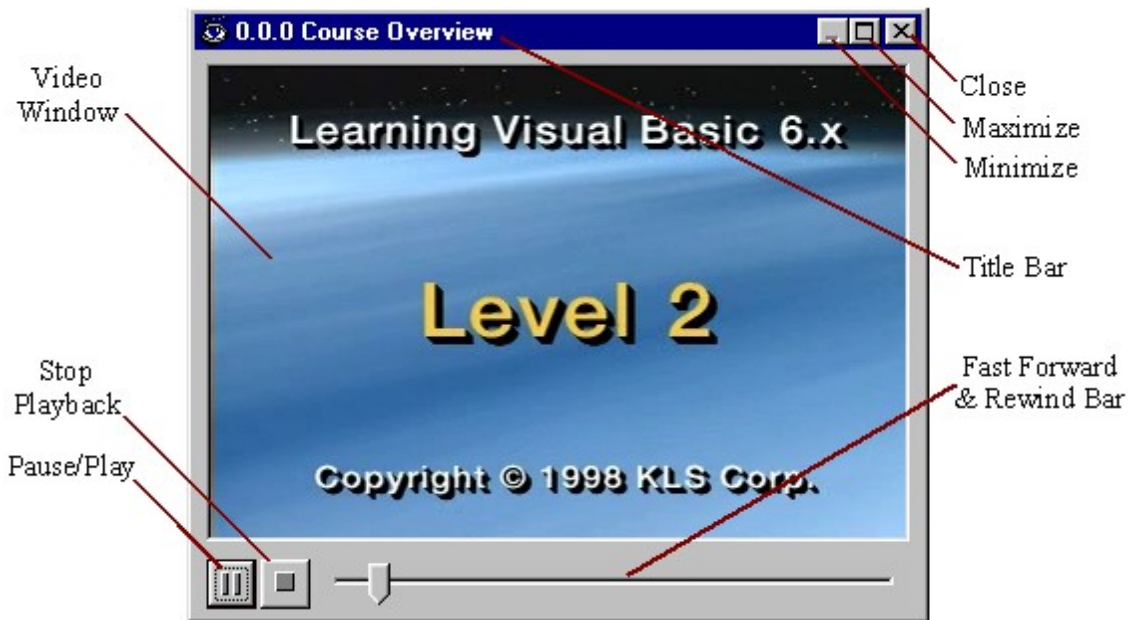 0.0.0 Course Overview
Video
Window
Close
Maximize
Minimize
Learning Visual Basic 6.x
Title Bar
Level 2
Stop
Playback
Fast Forward
& Rewind Bar
Pause/Play
Copyright © 1998 KLS Corp.